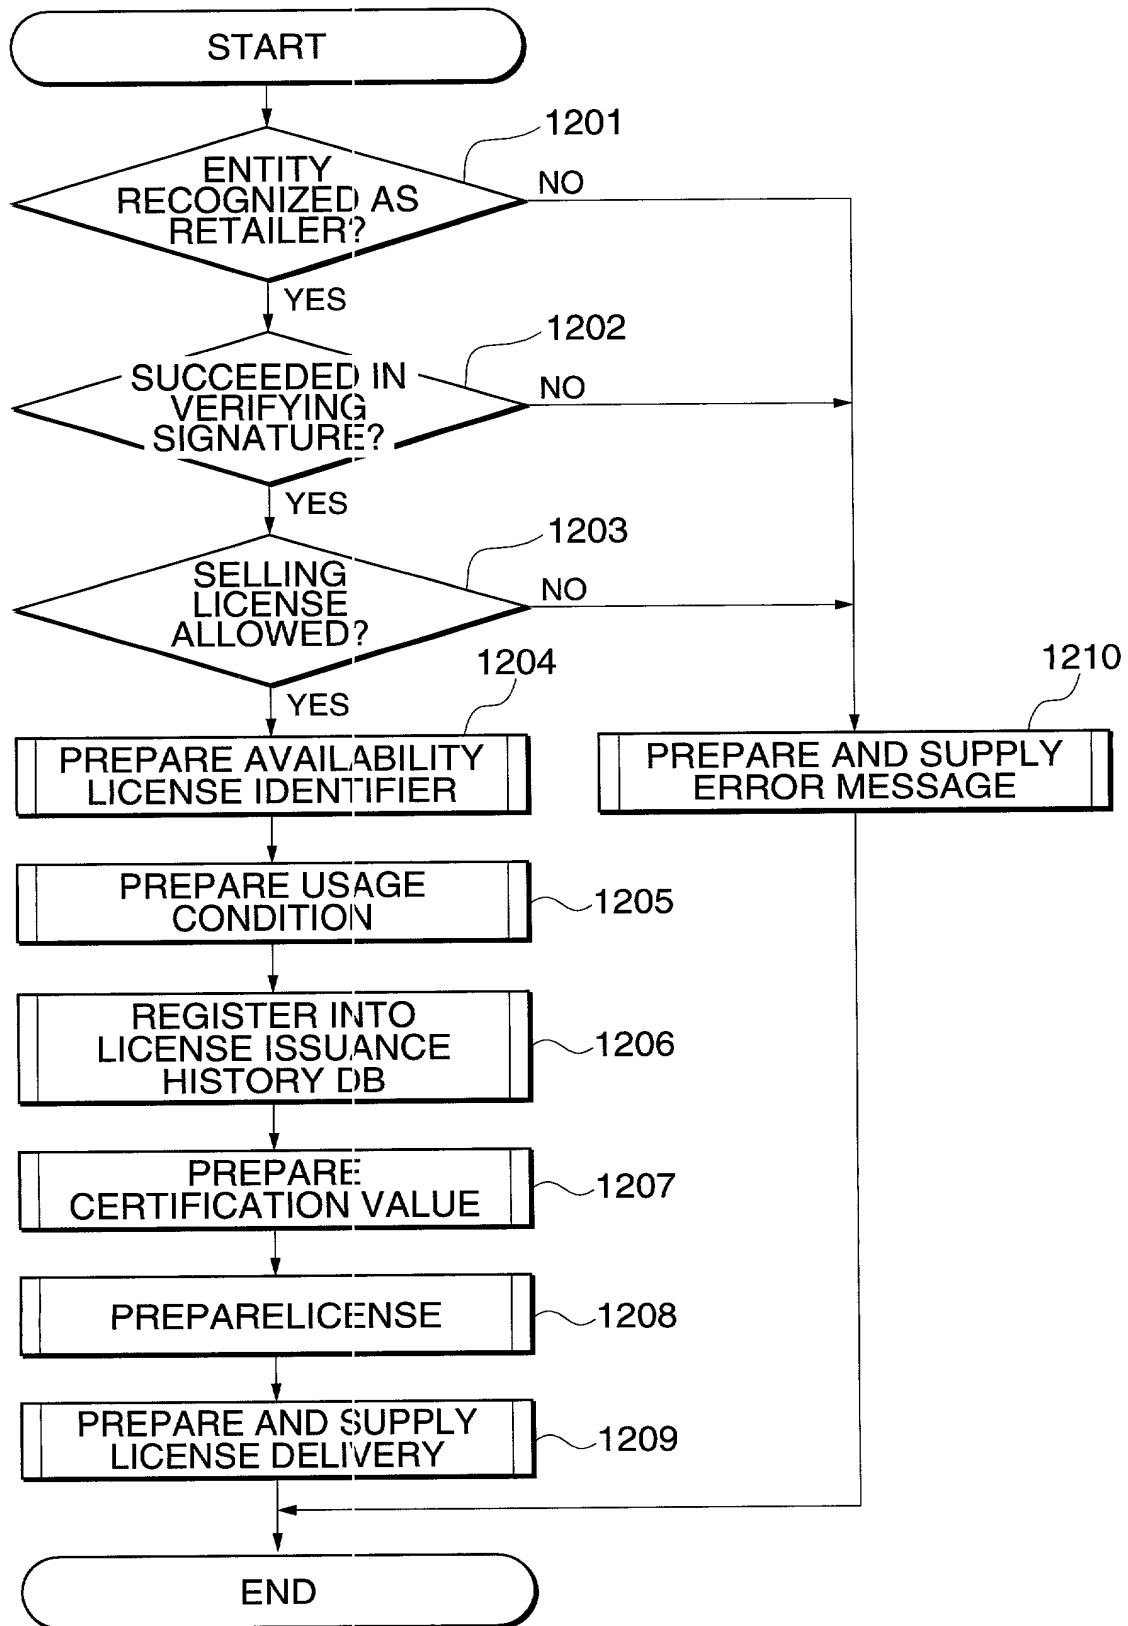 START
1201
ENTITY
RECOGNIZED AS
RETAILER?
NO
YES
1202
SUCCEEDED IN
VERIFYING
SIGNATURE?
NO
YES
1203
SELLING
LICENSE
ALLOWED?
NO
YES
1204
1210
PREPARE AVAILABILITY
LICENSE IDENTIFIER
PREPARE AND SUPPLY
ERROR MESSAGE
PREPARE USAGE
CONDITION
1205
REGISTER INTO
LICENSE ISSUANCE
HISTORY DB
1206
PREPARE
CERTIFICATION VALUE
1207
PREPARELICENSE
1208
PREPARE AND SUPPLY
LICENSE DELIVERY
1209
END